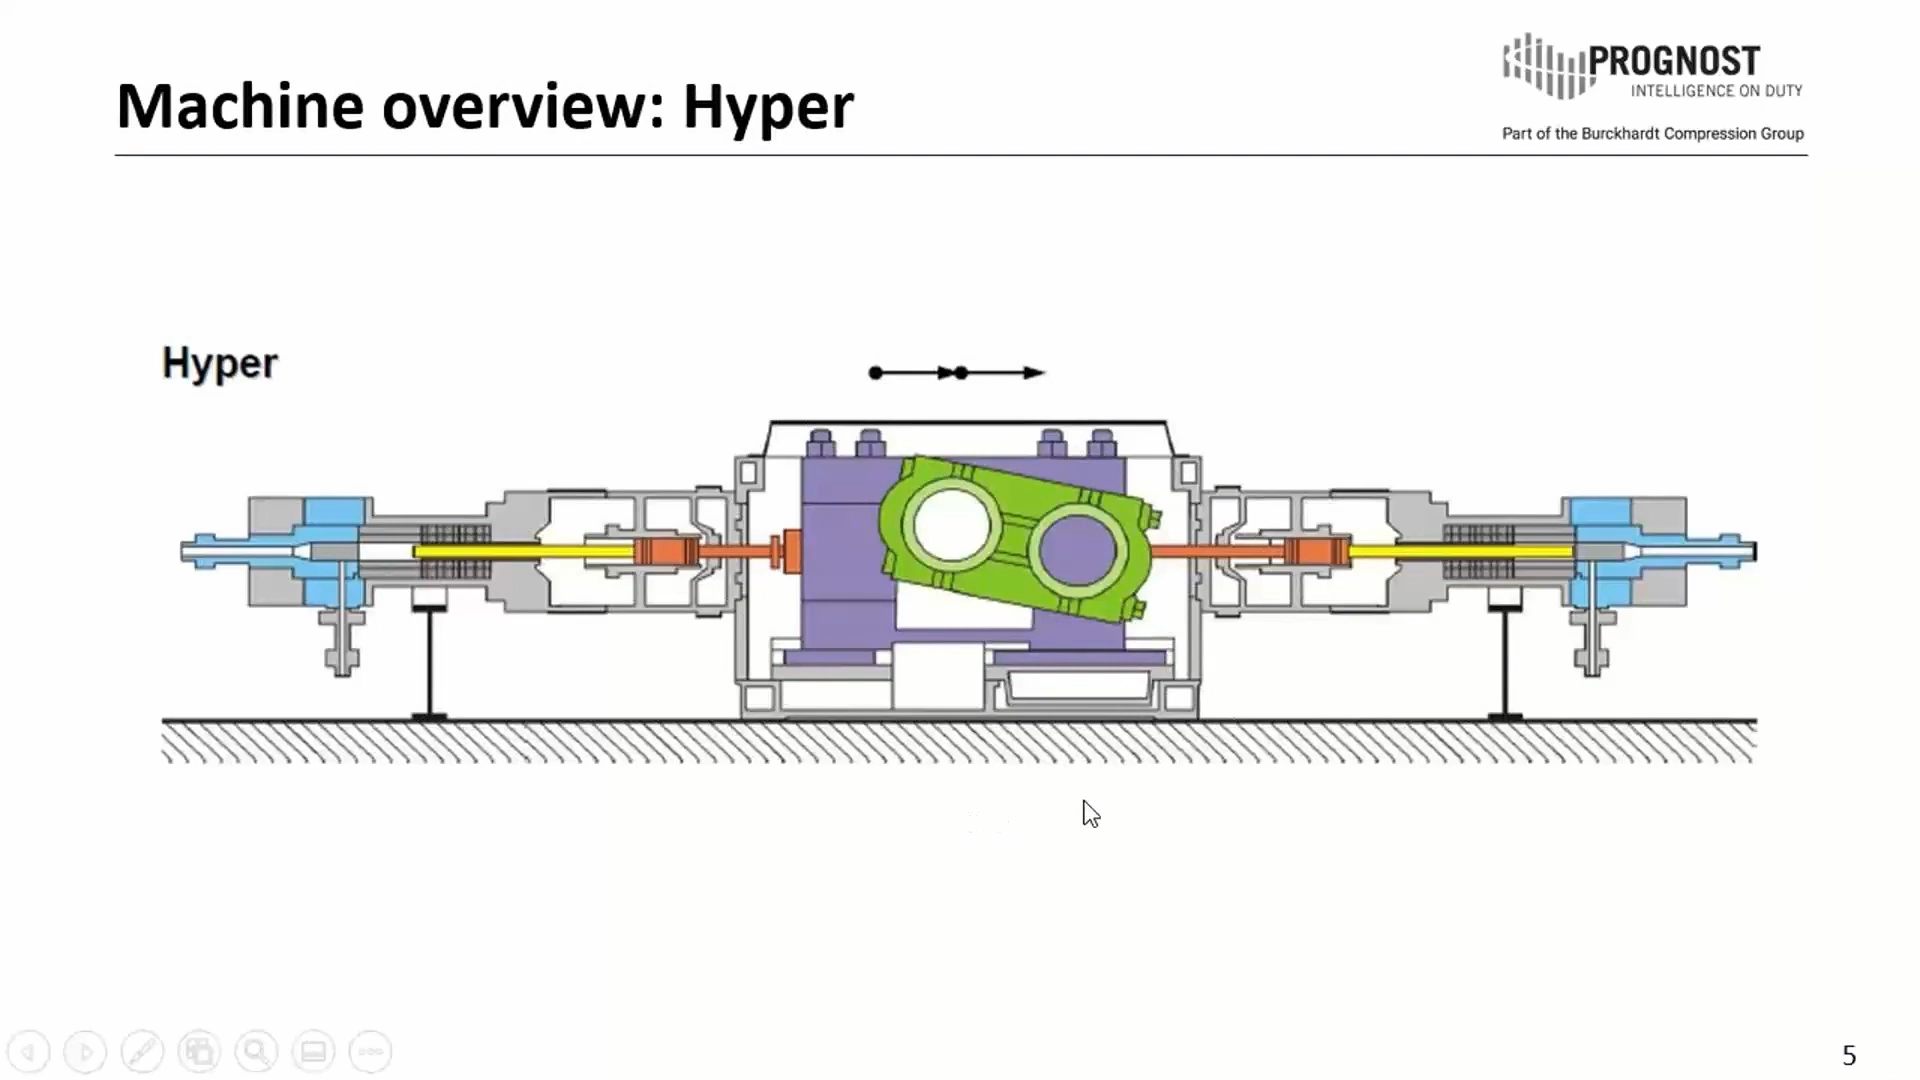 Machine overview: Hyper
PROGNOST
INTELLIGENCE ON DUTY
Part of the Burckhardt Compression Group
Hyper
5